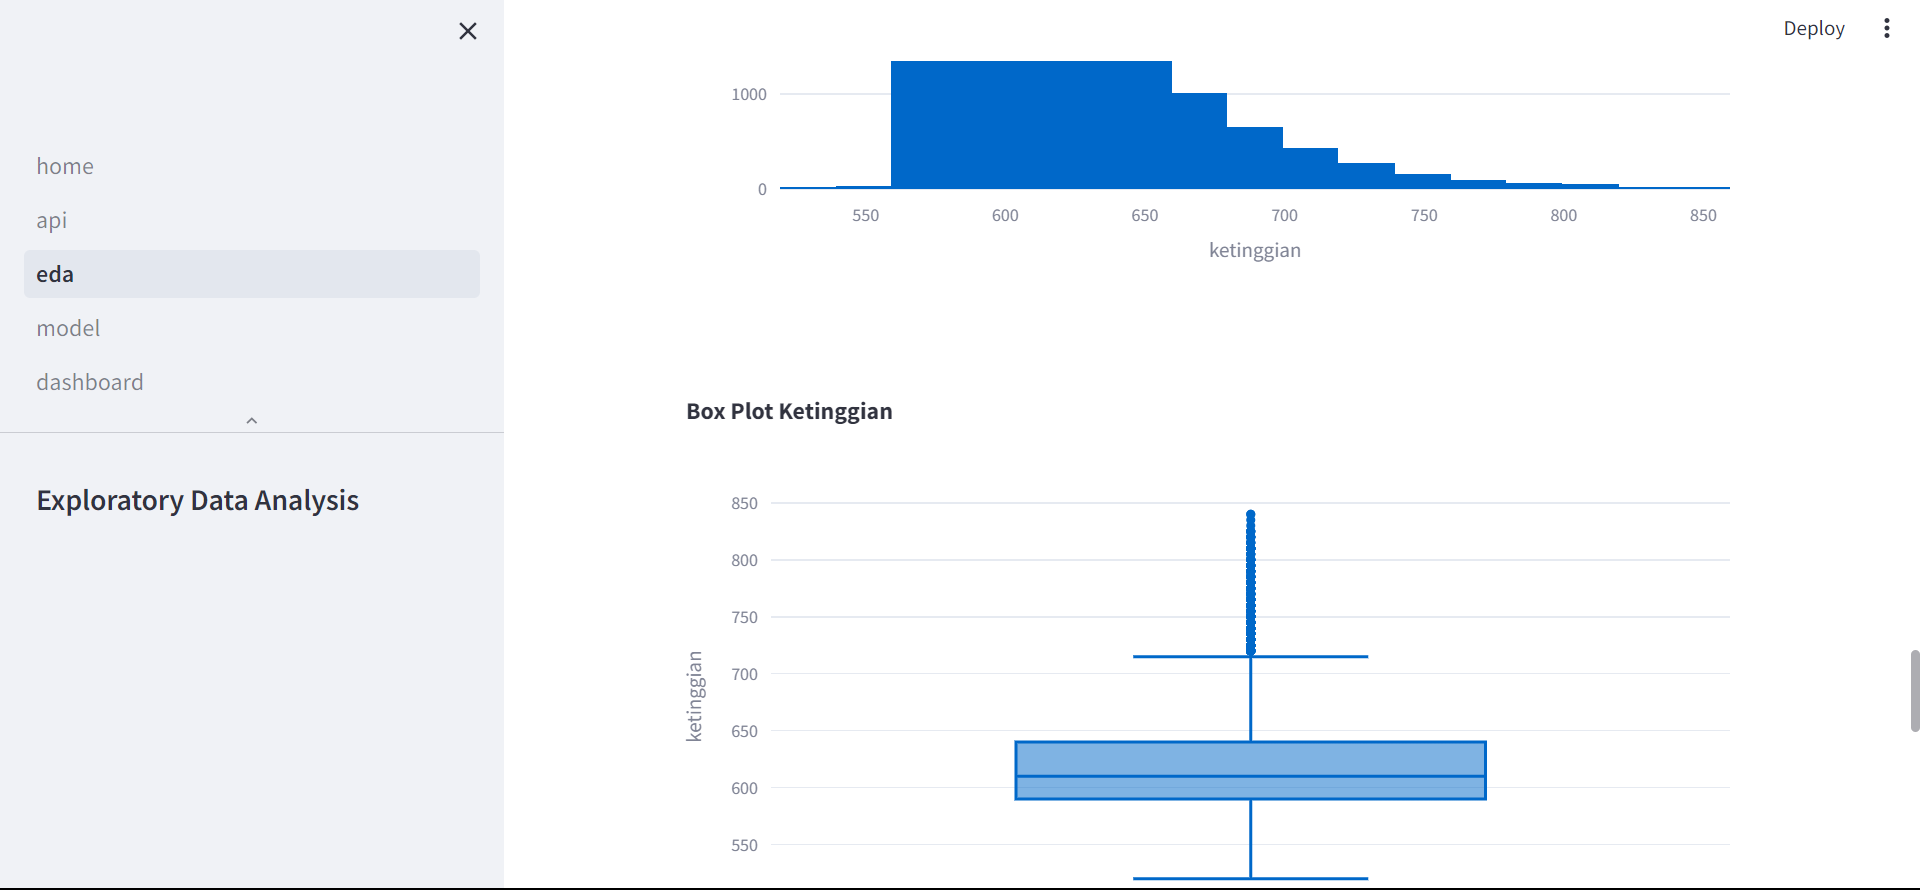 Deploy
home
api
eda
model
dashboard
Exploratory Data Analysis
1000
0
550 600 650 700 750 800 850
ketinggian
Box Plot Ketinggian
850
800
750
700
650
600
550
ketinggian